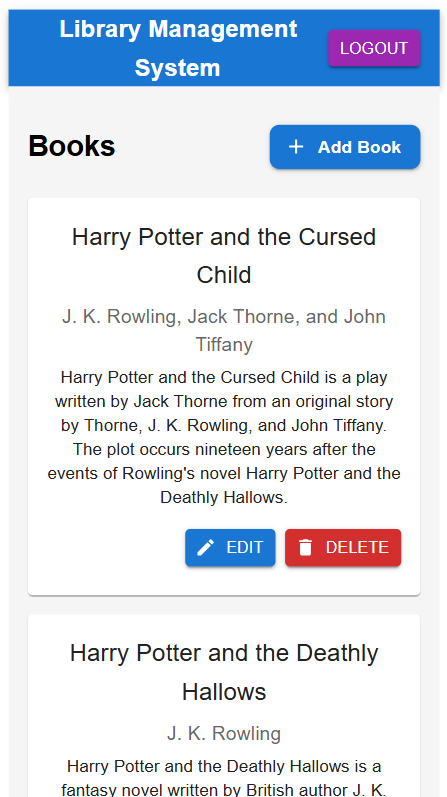 Library Management
System
LOGOUT
Books
+ Add Book
Harry Potter and the Cursed
Child
J. K. Rowling, Jack Thorne, and John
Tiffany
Harry Potter and the Cursed Child is a play
written by Jack Thorne from an original story
by Thorne, J. K. Rowling, and John Tiffany.
The plot occurs nineteen years after the
events of Rowling's novel Harry Potter and the
Deathly Hallows.
EDIT
DELETE
Harry Potter and the Deathly
Hallows
J. K. Rowling
Harry Potter and the Deathly Hallows is a
fantasy novel written by British author J. K.